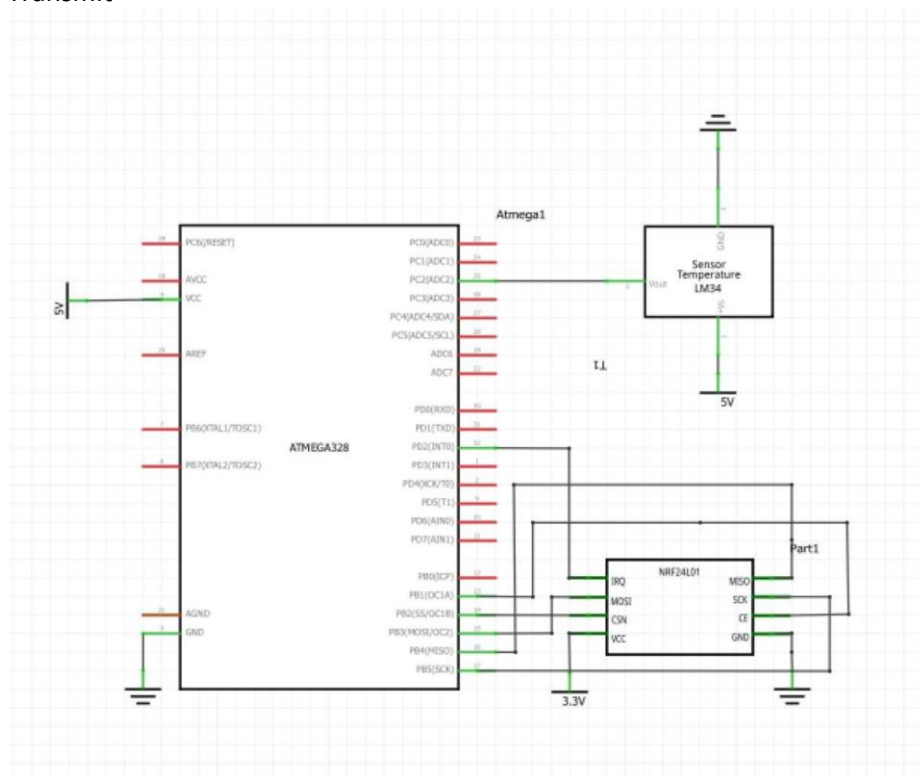 Transmit
Atmega1
PC6(/RESET)
AVCC
VCC
5V
AREF
PB6(XTAL1/TOSC1)
PB7(XTAL2/TOSC2)
AGND
GND
ATMEGA328
PC0(ADC0)
PC1(ADC1)
PC2(ADC2)
PC3(ADC3)
PC4(ADC4/SDA)
PC5(ADC5/SCL)
ADC6
ADC7
PD0(RXD)
PD1(TXD)
PD2(INT0)
PD3(INT1)
PD4(XCK/T0)
PD5(T1)
PD6(AIN0)
PD7(AIN1)
PB0(ICP)
PB1(OC1A)
PB2(SS/OC1B)
PB3(MOSI/OC2)
PB4(MISO)
PB5(SCK)
GND
Sensor
Temperature
LM34
Vout
5V
T1
Part1
NRF24L01
IRQ
MOSI
CSN
VCC
MISO
SCK
CE
GND
3.3V